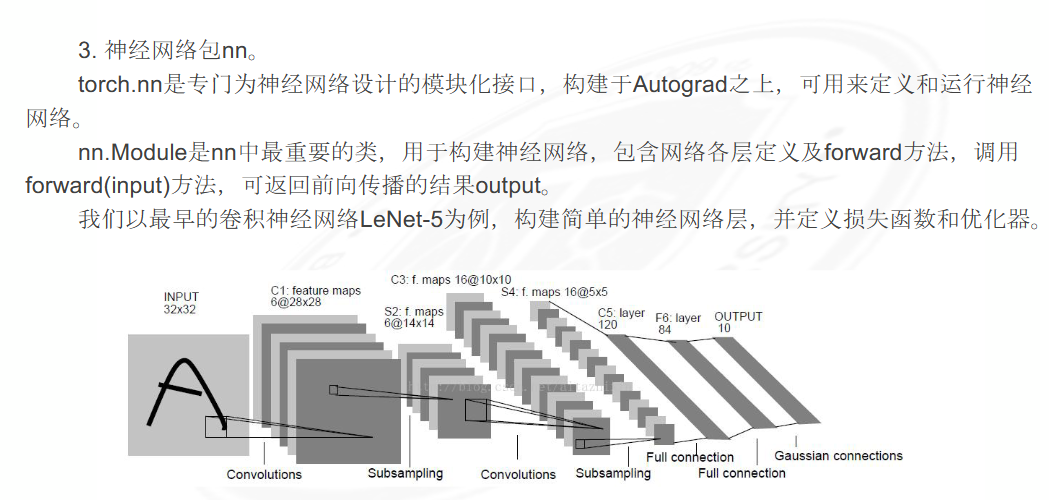 3. 神经网络包nn。
torch.nn是专门为神经网络设计的模块化接口，构建于Autograd之上，可用来定义和运行神经
网络。
nn.Module是nn中最重要的类，用于构建神经网络，包含网络各层定义及forward方法，调用
forward(input)方法，可返回前向传播的结果output。
我们以最早的卷积神经网络LeNet-5为例，构建简单的神经网络层，并定义损失函数和优化器。
INPUT
32x32
C1: feature maps
6@28x28
S2: f. maps
6@14x14
C3: f. maps 16@10x10
S4: f. maps 16@5x5
C5: layer
120
F6: layer
84
OUTPUT
10
A
Convolutions
Subsampling
Convolutions
Subsampling
Full connection
Full connection
Gaussian connections